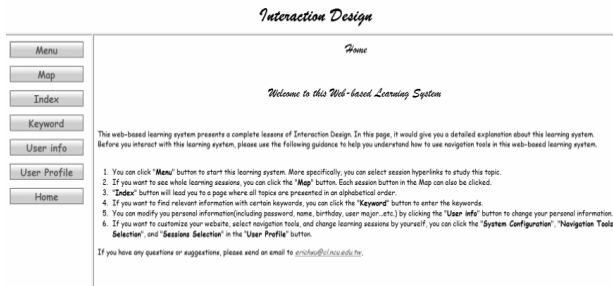 Interaction Design
Menu
Map
Index
Keyword
User info
User Profile
Home
Home
Welcome to this Web-based Learning System
This web-based learning system presents a complete lessons of Interaction Design. In this page, it would give you a detailed explanation about this learning system.
Before you interact with this learning system, please use the following guidance to help you understand how to use navigation tools in this web-based learning system.
1. You can click "Menu" button to start this learning system. More specifically, you can select session hyperlinks to study this topic.
2. If you want to see whole learning sessions, you can click the "Map" button. Each session button in the Map can also be clicked.
3. "Index" button will lead you to a page where all topics are presented in an alphabetical order.
4. If you want to find relevant information with certain keywords, you can click the "Keyword" button to enter the keywords.
5. You can modify you personal information(including password, name, birthday, user major..etc.) by clicking the "User info" button to change your personal information.
6. If you want to customize your website, select navigation tools, and change learning sessions by yourself, you can click the "System Configuration", "Navigation Tools
Selection", and "Sessions Selection" in the "User Profile" button.
If you have any questions or suggestions, please send an email to erichwu@cl.ncu.edu.tw.